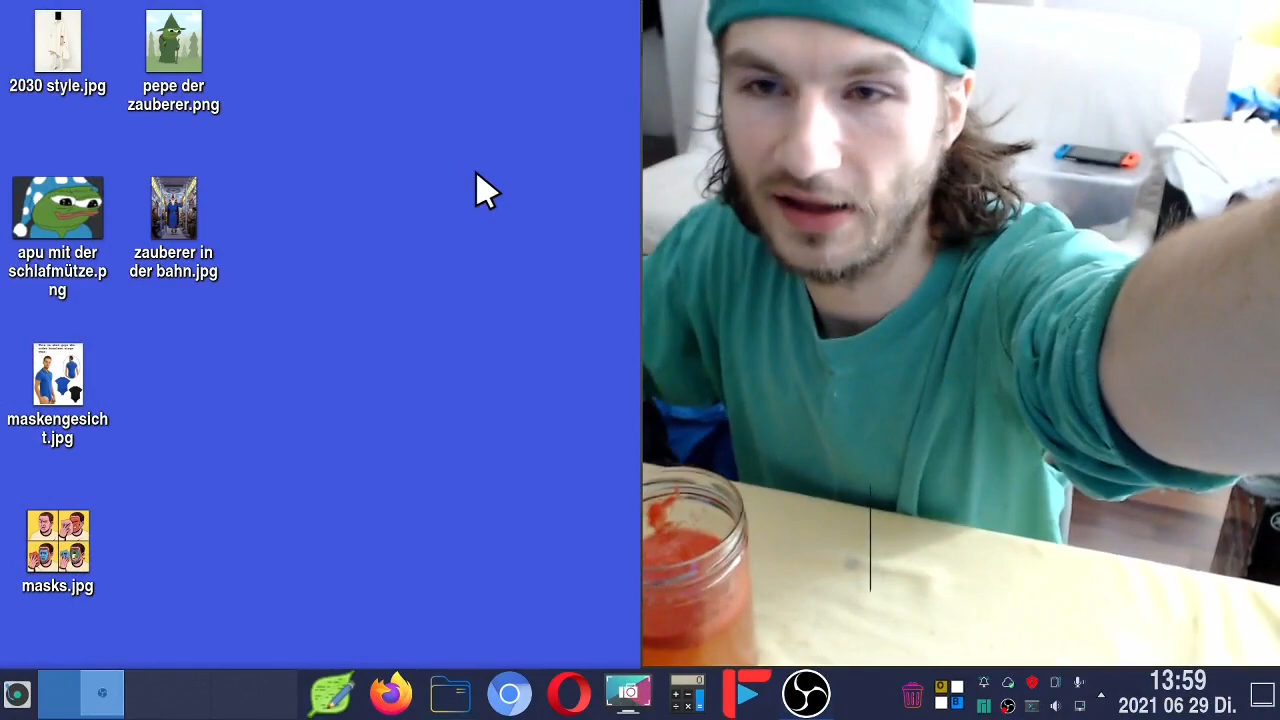 2030 style.jpg
pepe der
zauberer.png
apu mit der
schlafmütze.p
ng
zauberer in
der bahn.jpg
maskengesich
t.jpg
masks.jpg
13:59
2021 06 29 Di.